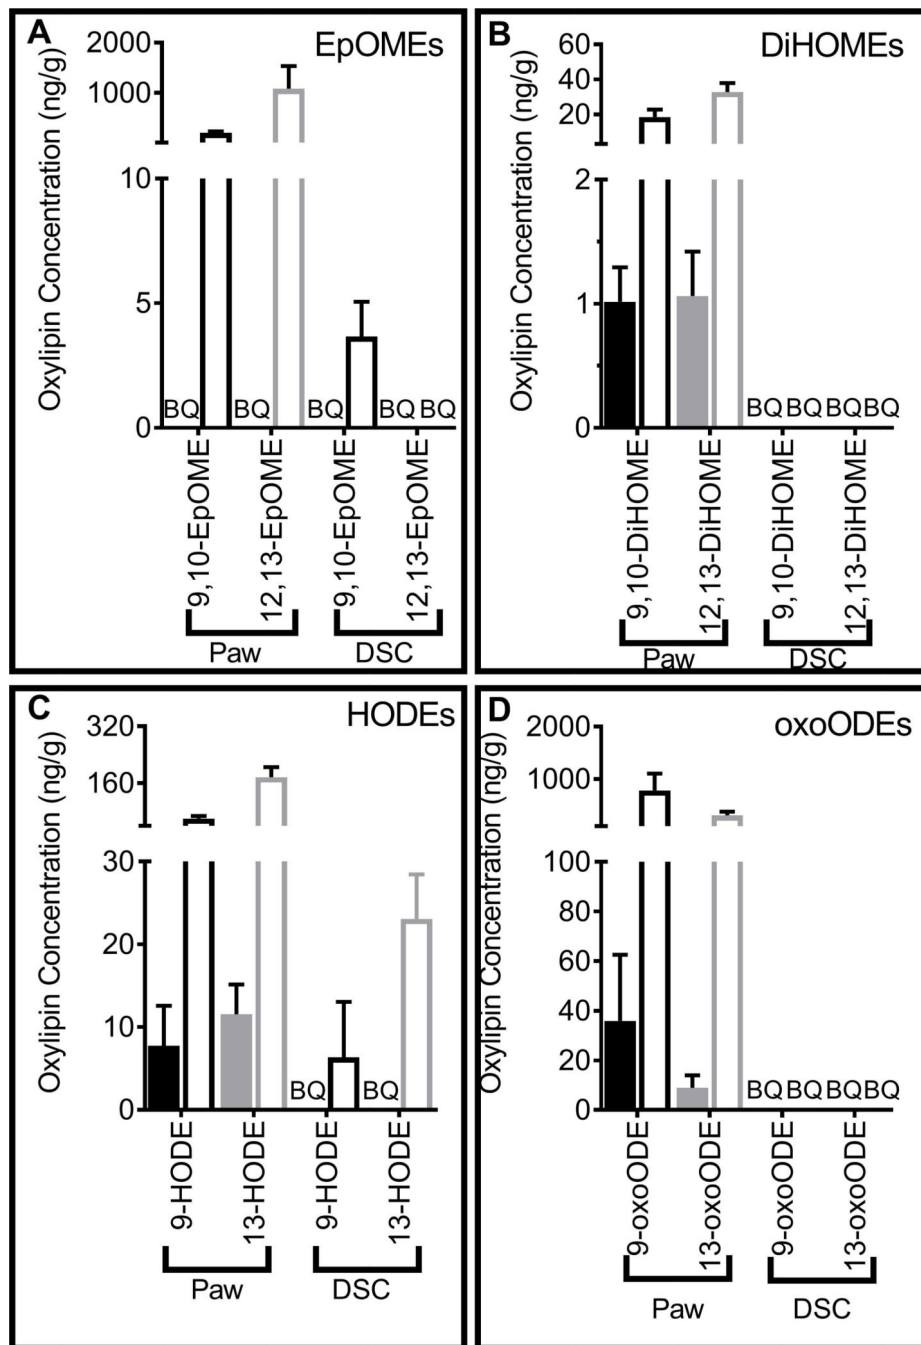 A
EpOMEs
Oxylipin Concentration (ng/g)
2000
1000
10
5
0
BQ BQ BQ BQ BQ
9,10-EpOME
12,13-EpOME
9,10-EpOME
12,13-EpOME
Paw
DSC
B
DiHOMEs
Oxylipin Concentration (ng/g)
60
40
20
2
1
0
BQ BQ BQ BQ
9,10-DiHOME
12,13-DiHOME
9,10-DiHOME
12,13-DiHOME
Paw
DSC
C
HODEs
Oxylipin Concentration (ng/g)
320
160
30
20
10
0
BQ BQ
9-HODE
13-HODE
9-HODE
13-HODE
Paw
DSC
D
oxoODEs
Oxylipin Concentration (ng/g)
2000
1000
100
80
60
40
20
0
BQ BQ BQ BQ
9-oxoODE
13-oxoODE
9-oxoODE
13-oxoODE
Paw
DSC